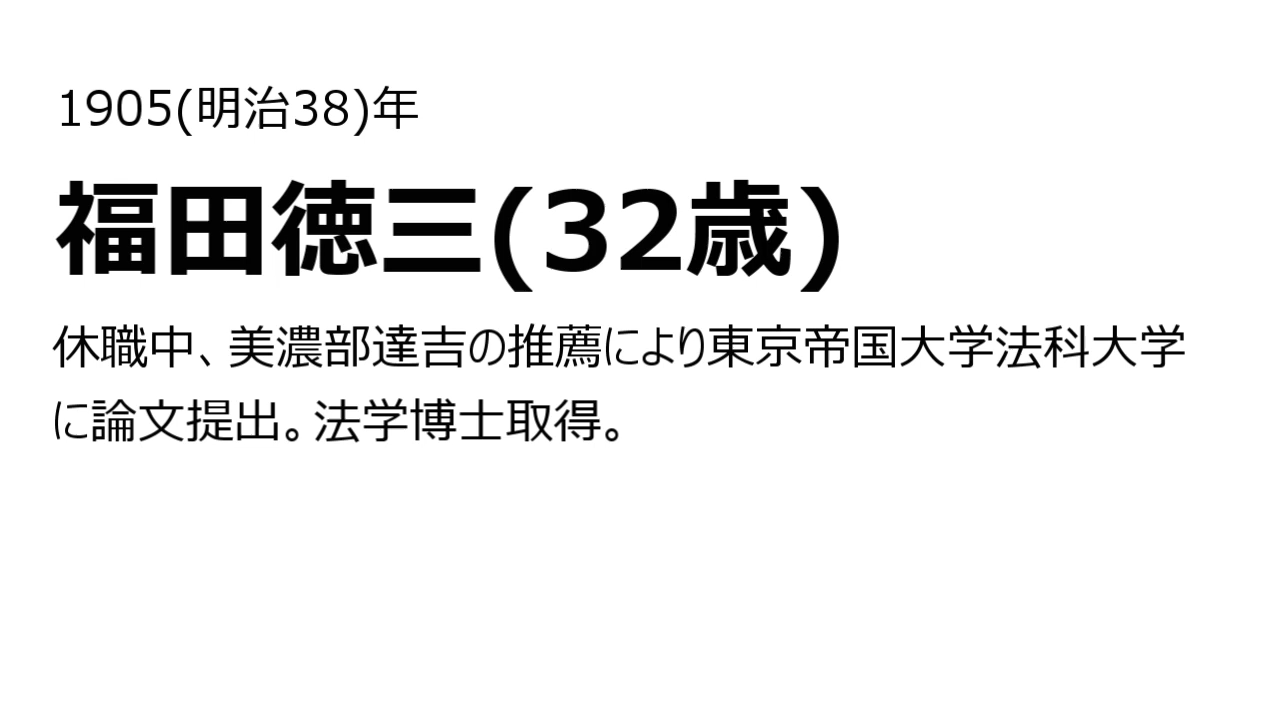 1905(明治38)年
福田徳三(32歳)
休職中、美濃部達吉の推薦により東京帝国大学法科大学
に論文提出。法学博士取得。